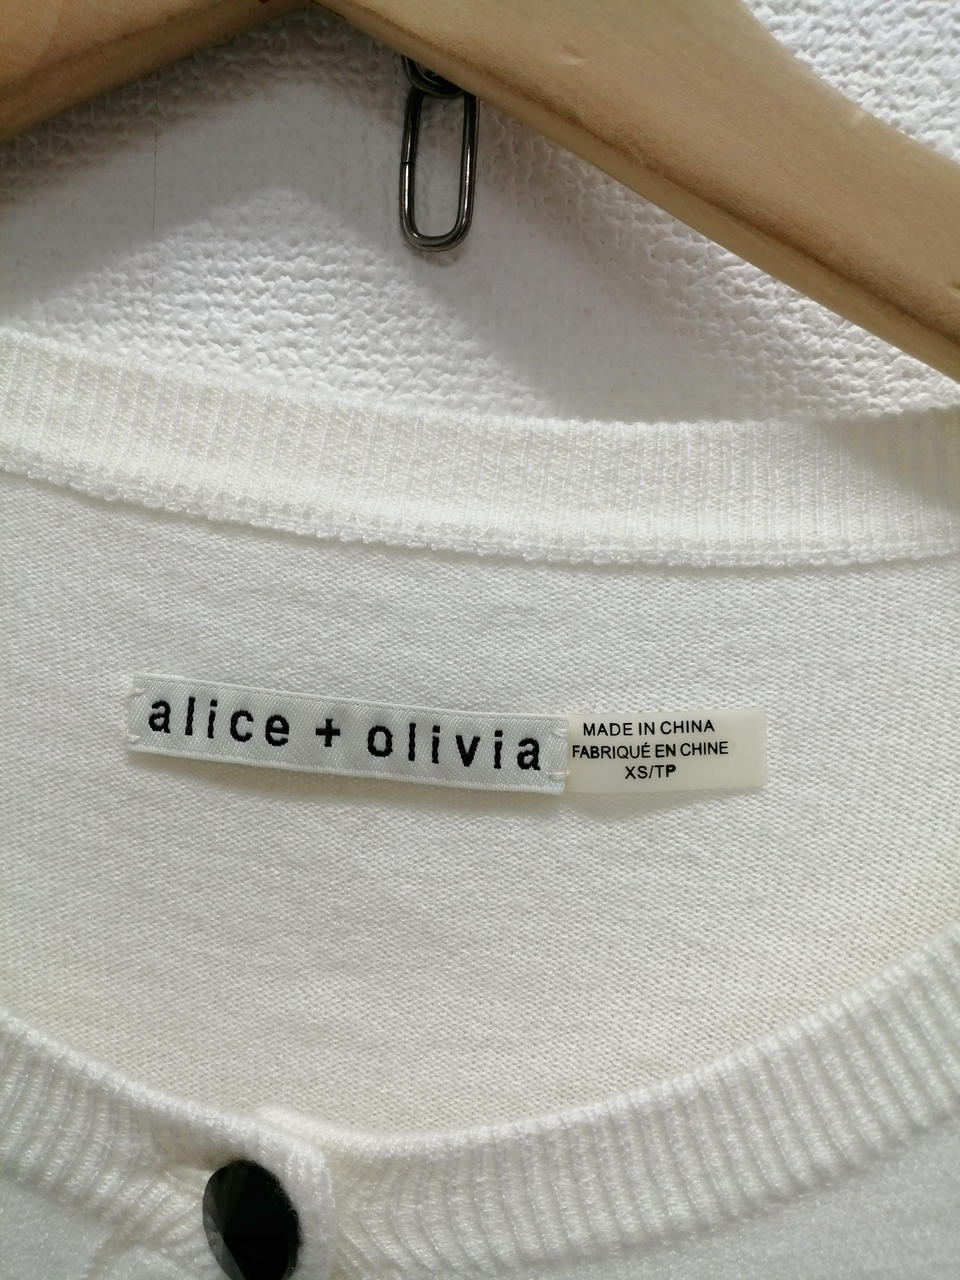 alice + olivia
MADE IN CHINA
FABRIQUÉ EN CHINE
XS/TP